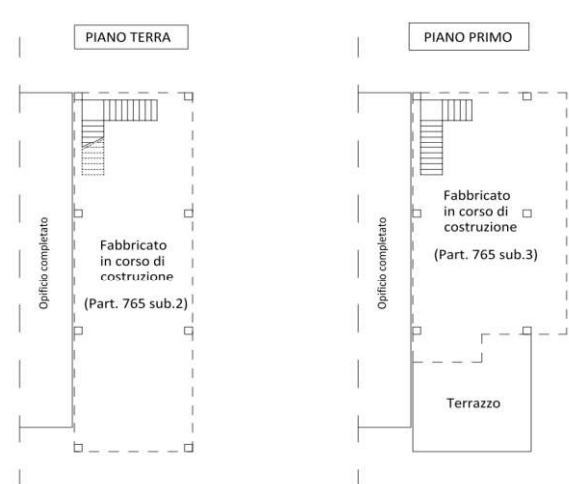 PIANO TERRA
PIANO PRIMO
Opificio completato
Fabbricato
in corso di
costruzione
(Part. 765 sub.2)
Opificio completato
Fabbricato
in corso di
costruzione
(Part. 765 sub.3)
Terrazzo